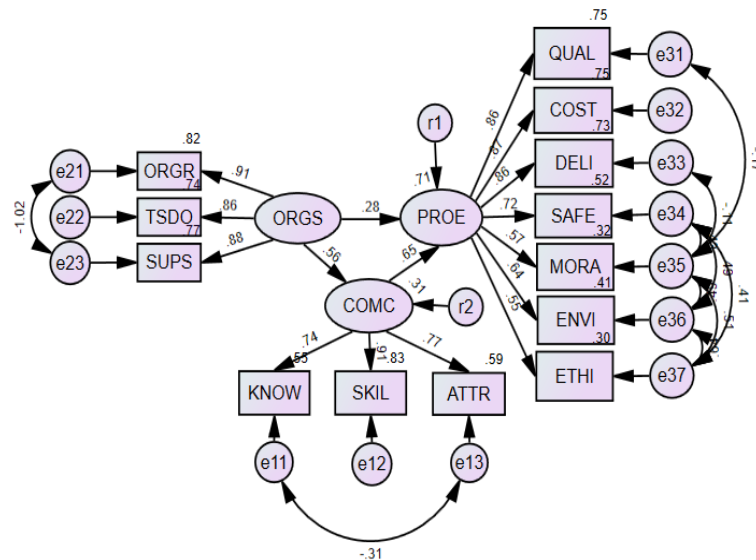 .75
QUAL
e31
.75
.86
r1
COST
e32
.73
.87
.82
e21
ORGR
.91
.86
DELI
e33
.74
.71
.52
-1.02
e22
TSDO
.86
ORGS
.28
PROE
.72
SAFE
e34
.77
.32
.88
.57
e23
SUPS
.56
.65
MORA
e35
.49
.41
.64
.41
.31
.55
COMC
r2
ENVI
e36
.51
.30
.74
.91
.77
ETHI
e37
.55
.83
.59
KNOW
SKIL
ATTR
e11
e12
e13
-.31